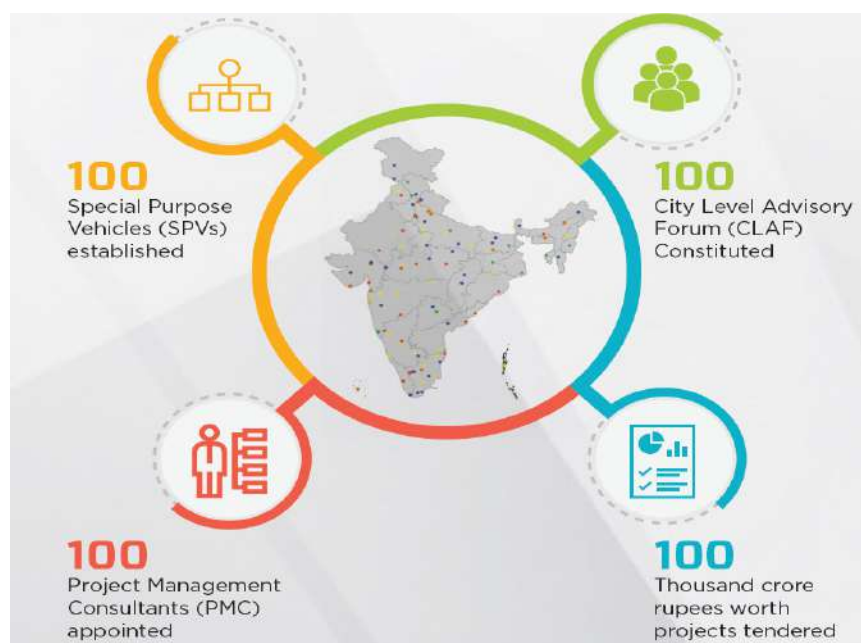 100
Special Purpose
Vehicles (SPVs)
established
100
City Level Advisory
Forum (CLAF)
Constituted
100
Project Management
Consultants (PMC)
appointed
100
Thousand crore
rupees worth
projects tendered